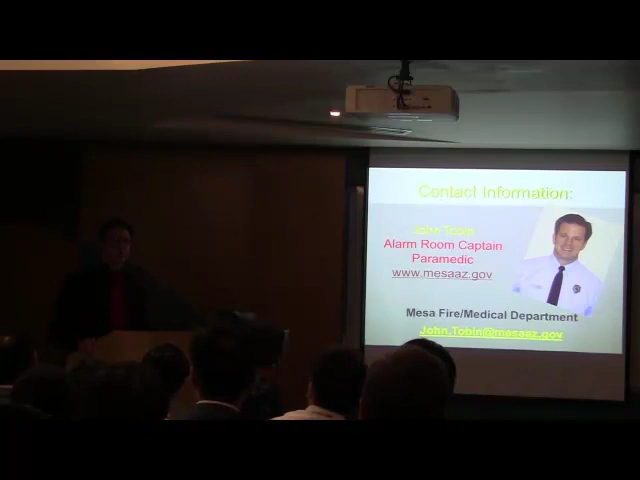 Contact Information:
John Tobin
Alarm Room Captain
Paramedic
www.mesaaz.gov
Mesa Fire/Medical Department
John.Tobin@mesaaz.gov